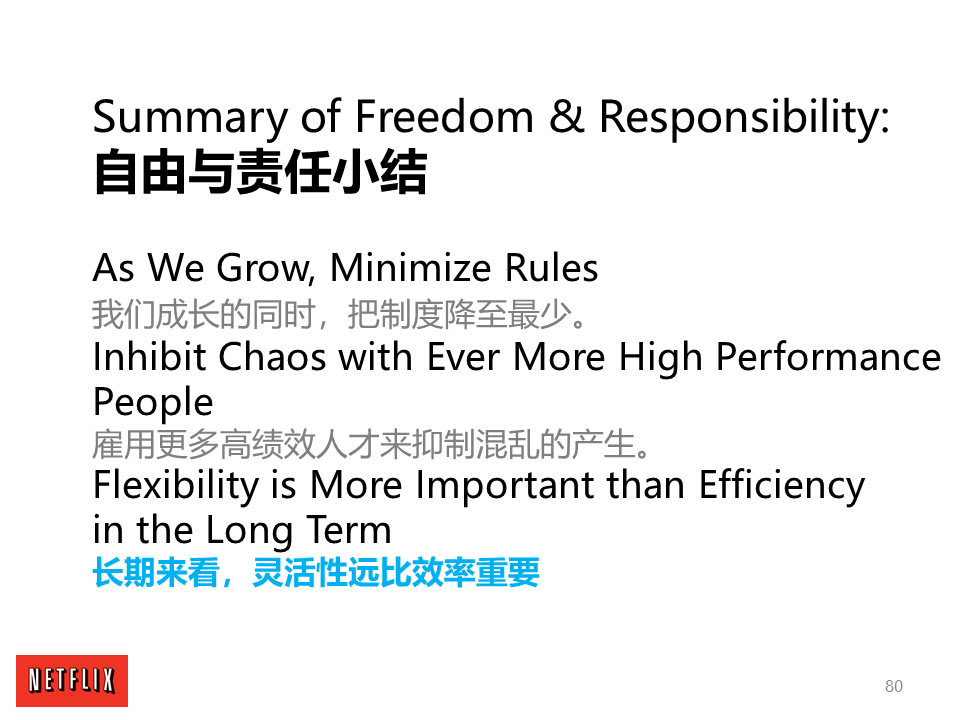 Summary of Freedom & Responsibility:
自由与责任小结
As We Grow, Minimize Rules
我们成长的同时，把制度降至最少。
Inhibit Chaos with Ever More High Performance
People
雇用更多高绩效人才来抑制混乱的产生。
Flexibility is More Important than Efficiency
in the Long Term
长期来看，灵活性远比效率重要
NETFLIX
80